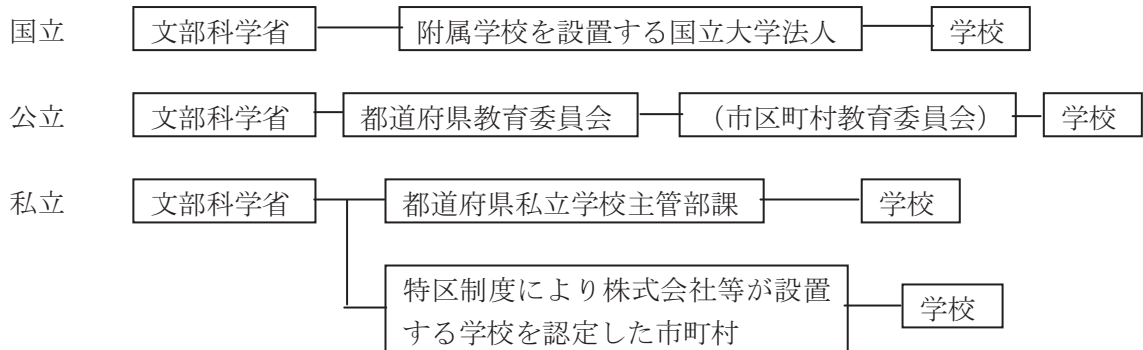 国立 文部科学省 附属学校を設置する国立大学法人 学校
公立 文部科学省 都道府県教育委員会 （市区町村教育委員会） 学校
私立 文部科学省 都道府県私立学校主管部課 学校
特区制度により株式会社等が設置
する学校を認定した市町村
学校